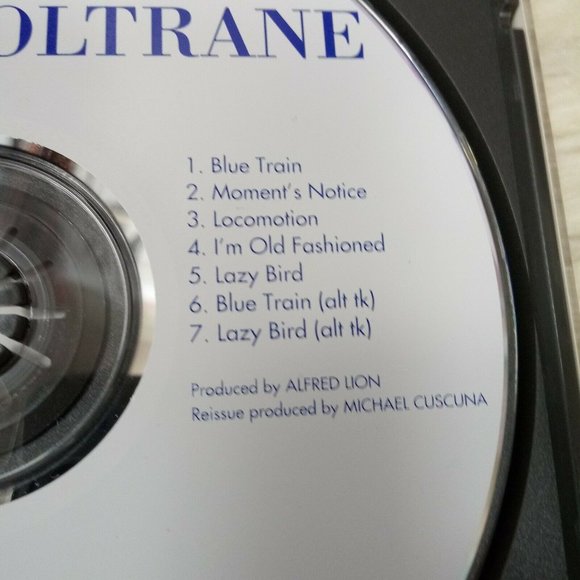 OLTRANE
1. Blue Train
2. Moment's Notice
3. Locomotion
4. I'm Old Fashioned
5. Lazy Bird
6. Blue Train (alt tk)
7. Lazy Bird (alt tk)
Produced by ALFRED LION
Reissue produced by MICHAEL CUSCUNA